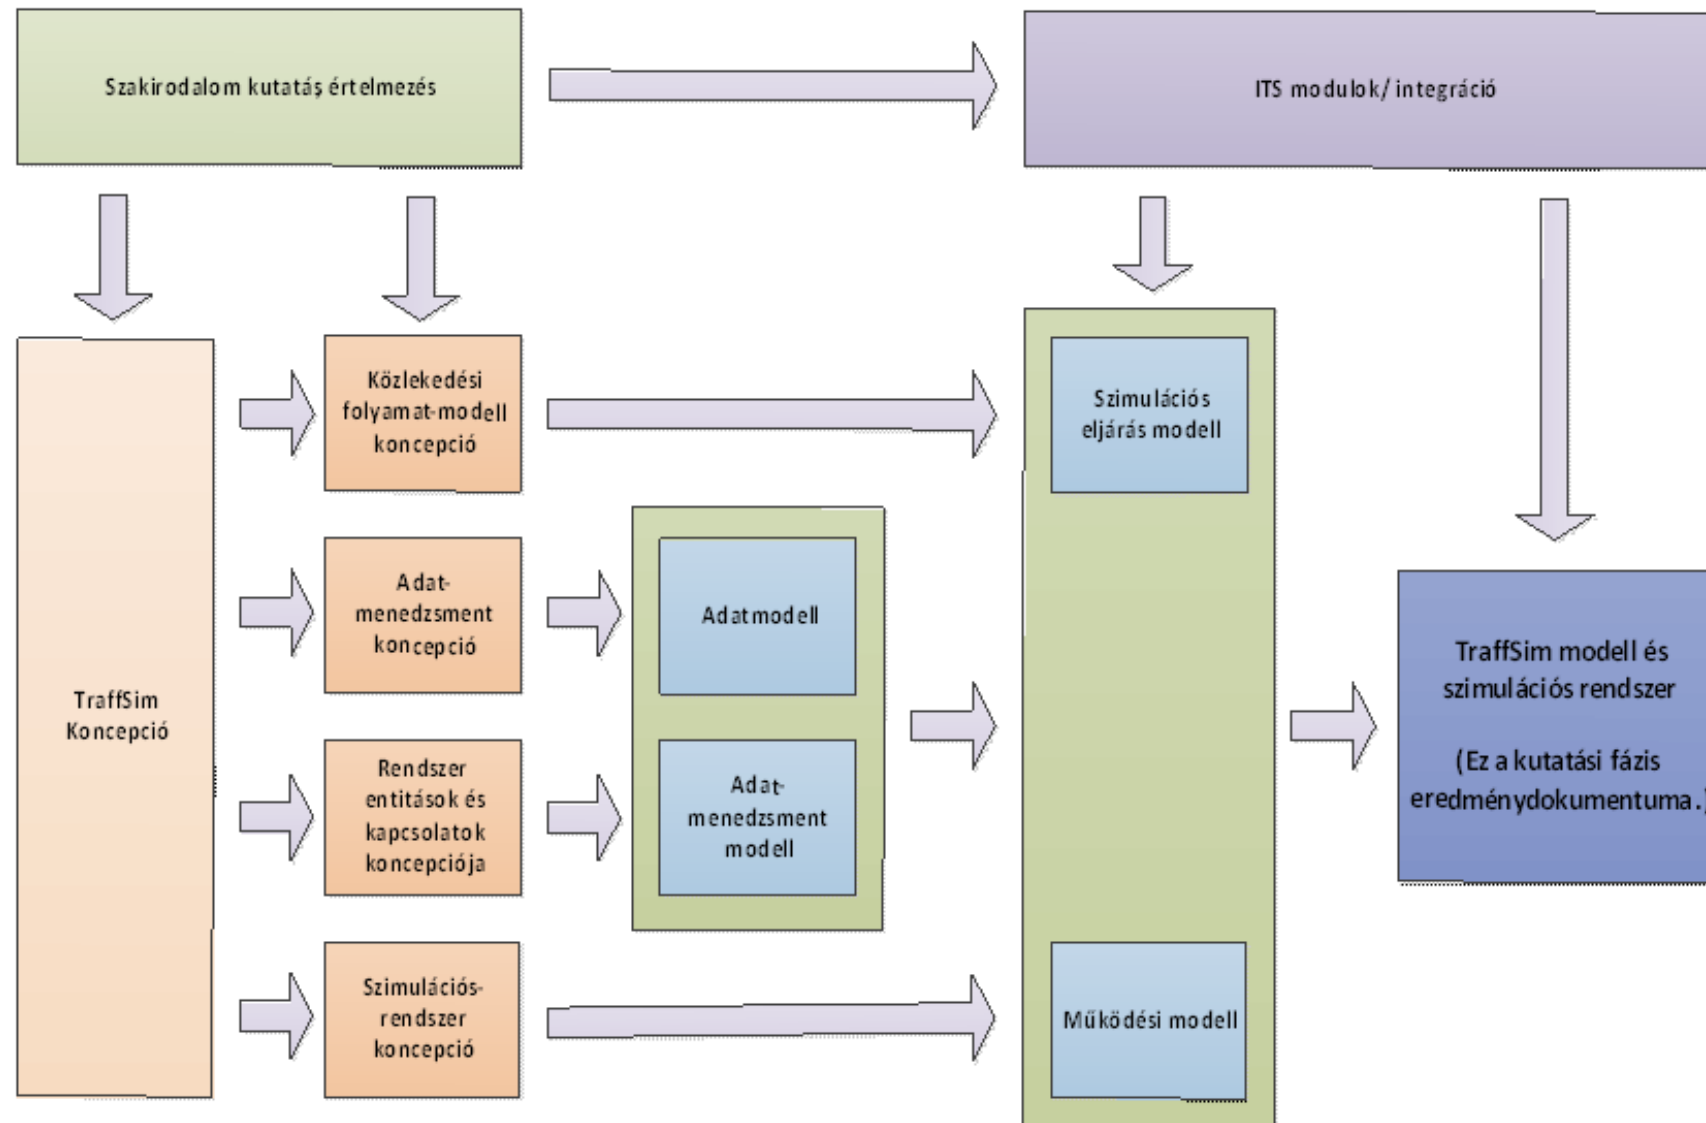 Szakirodalom kutatás értelmezés
ITS modulok/ integráció
Közlekedési
folyamat-modell
koncepció
Szimulációs
eljárás modell
Adat-
menedzsment
koncepció
Adatmodell
TraffSim
Koncepció
TraffSim modell és
szimulációs rendszer
(Ez a kutatási fázis
eredménydokumentuma.)
Rendszer
entitások és
kapcsolatok
koncepciója
Adat-
menedzsment
modell
Szimulációs-
rendszer
koncepció
Működési modell